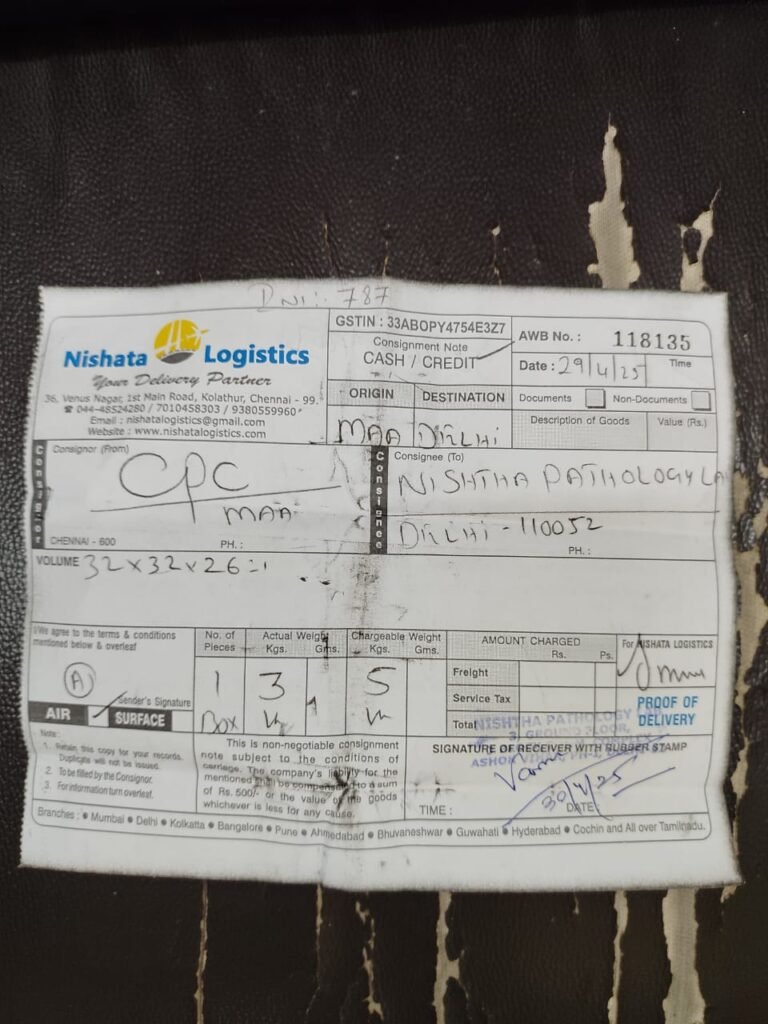 DNI : 787
Nishata Logistics
Your Delivery Partner
36, Venus Nagar, 1st Main Road, Kolathur, Chennai - 99.
☎ 044-48524280 / 7010458303 / 9380559960
Email : nishatalogistics@gmail.com
Website : www.nishatalogistics.com
GSTIN : 33ABOPY4754E3Z7
Consignment Note
CASH / CREDIT
AWB No. : 118135
Date : 29/4/25 Time
ORIGIN DESTINATION
MAA DELHI
Documents Non-Documents
Description of Goods Value (Rs.)
Consignor
Consignor (From)
CPC
MAA
CHENNAI - 600 PH. :
Consignee
Consignee (To)
NISHTHA PATHOLOGY LA
DELHI - 110052
PH. :
VOLUME 32x32x26=1
I/We agree to the terms & conditions
mentioned below & overleaf
A
Sender's Signature
AIR SURFACE
No. of Pieces
1
Box
Actual Weight
Kgs. Gms.
3
Chargeable Weight
Kgs. Gms.
5
AMOUNT CHARGED
Rs. Ps.
Freight
Service Tax
Total
For NISHATA LOGISTICS
PROOF OF
DELIVERY
Note :
1. Retain this copy for your records.
Duplicate will not be issued.
2. To be filled by the Consignor.
3. For information turn overleaf.
This is non-negotiable consignment
note subject to the conditions of
carriage. The company's liability for the
mentioned will be compensated to a sum
of Rs. 500/- or the value of the goods
whichever is less for any cause.
NISHTHA PATHOLOGY
GROUND FLOOR,
SIGNATURE OF RECEIVER WITH RUBBER STAMP
ASHOK VIHAR, PH-1,
30/4/25
TIME : DATE
Branches : • Mumbai • Delhi • Kolkatta • Bangalore • Pune • Ahmedabad • Bhuvaneshwar • Guwahati • Hyderabad • Cochin and All over Tamilnadu.